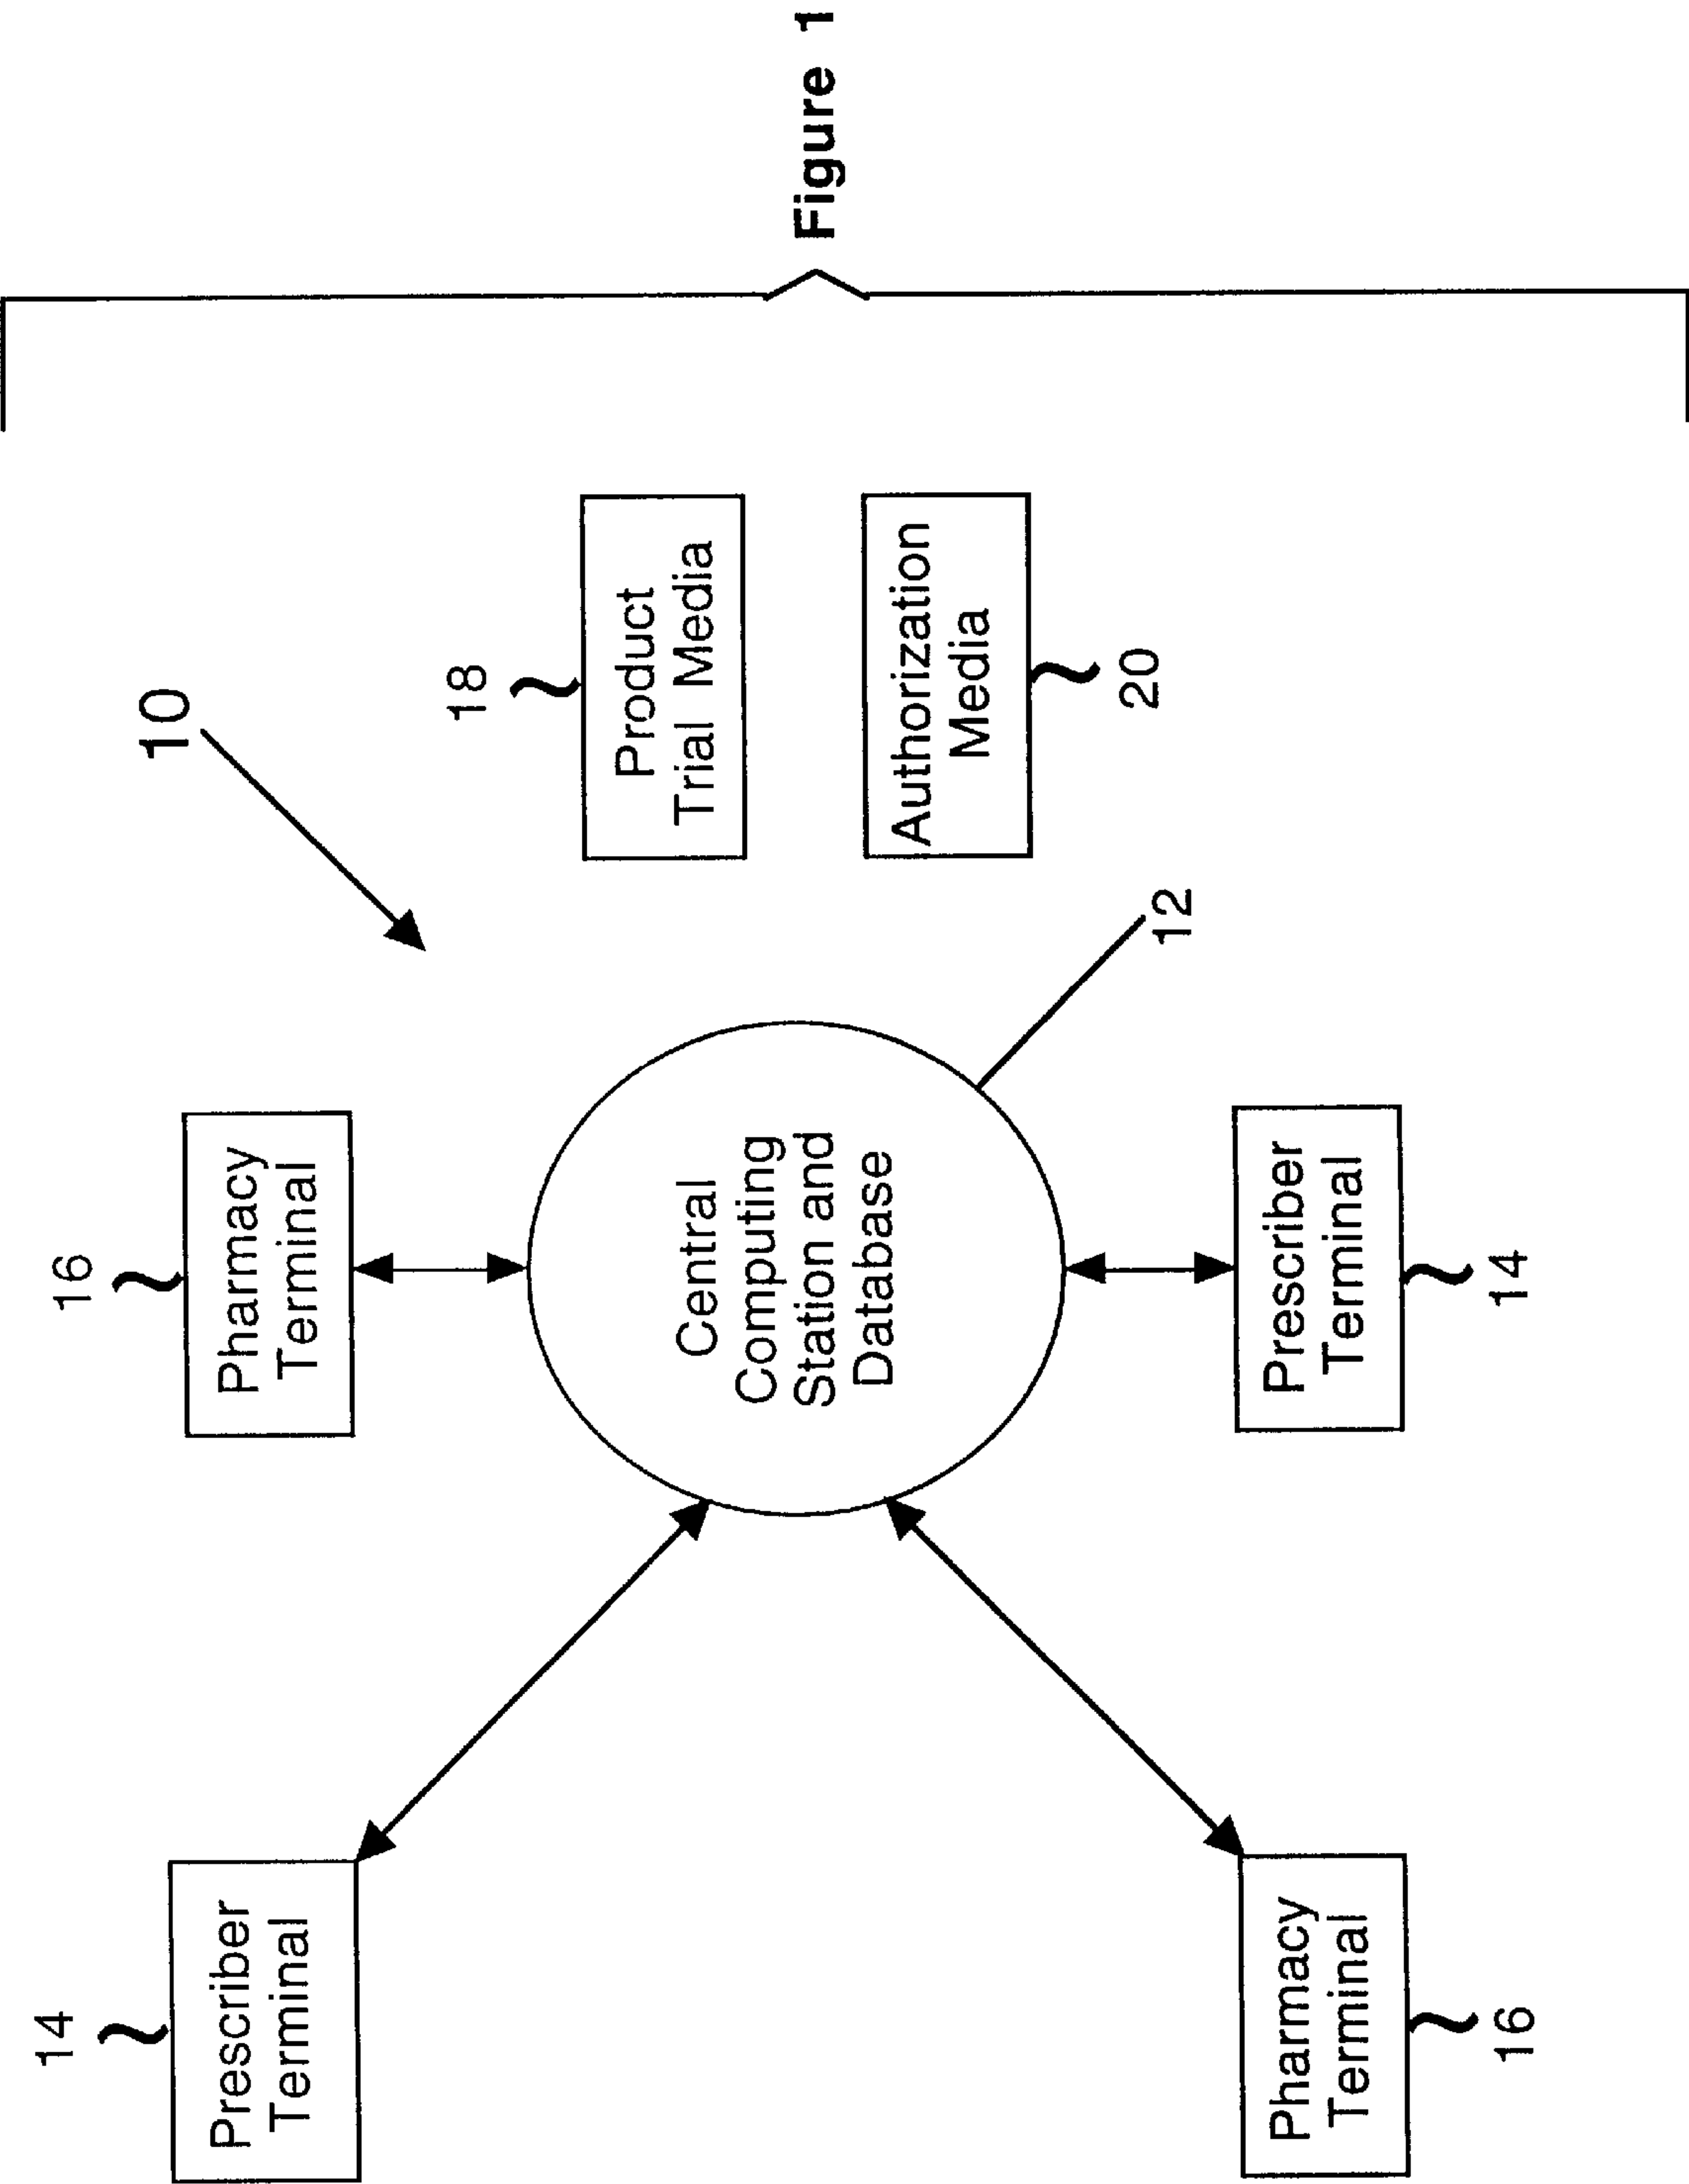 14
Prescriber
Terminal
16
Pharmacy
Terminal
10
18
Product
Trial Media
Central
Computing
Station and
Database
12
Authorization
Media
20
Pharmacy
Terminal
16
Prescriber
Terminal
14
Figure 1